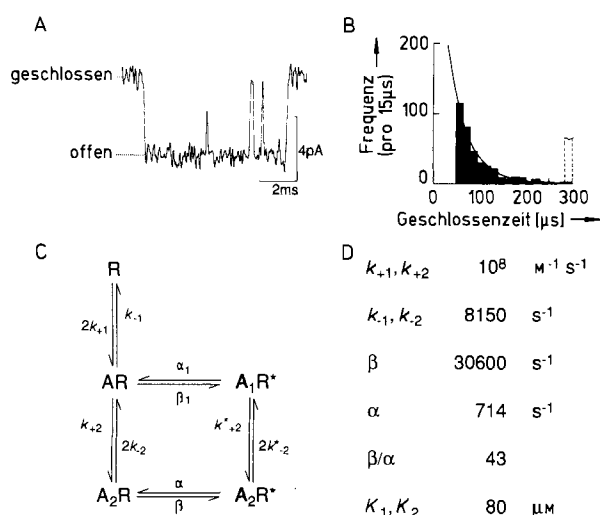 A
geschlossen
offen
4pA
2ms
B
Frequenz
(pro 15µs)
200
100
0
0 100 200 300
Geschlossenzeit [µs]
C
R
2k+1
k-1
AR
α1
β1
A1R*
k+2
2k-2
k*+2
2k*-2
A2R
α
β
A2R*
D
k+1, k+2 10⁸ M⁻¹ S⁻¹
k-1, k-2 8150 s⁻¹
β 30600 s⁻¹
α 714 s⁻¹
β/α 43
K1, K2 80 µM